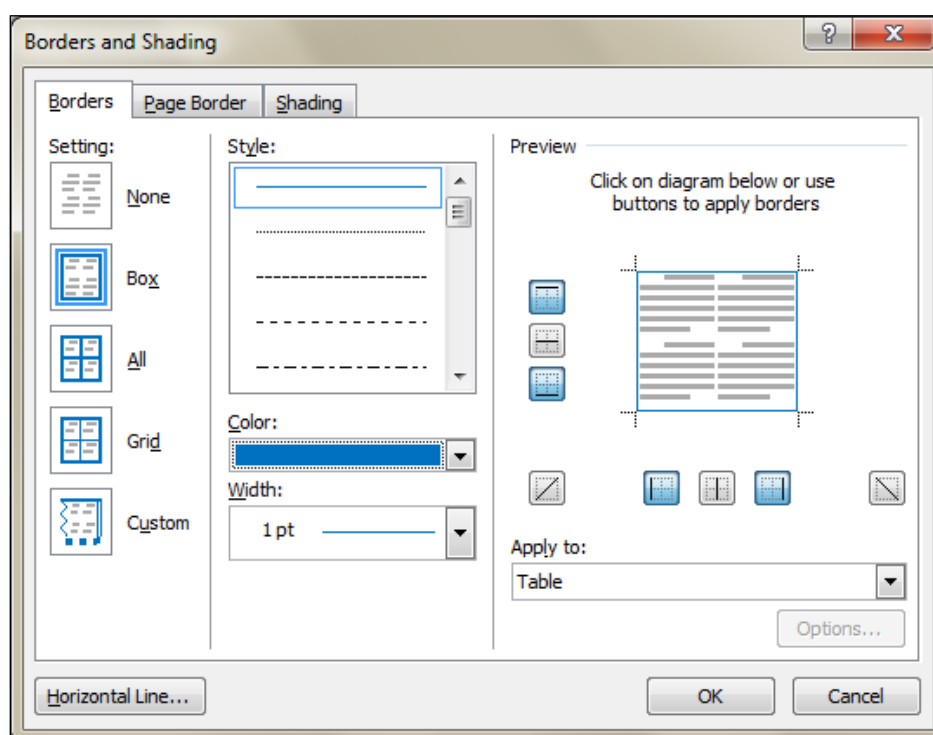 Borders and Shading
Borders Page Border Shading
Setting:
None
Box
All
Grid
Custom
Style:
Color:
Width:
1 pt
Preview
Click on diagram below or use
buttons to apply borders
Apply to:
Table
Options...
Horizontal Line...
OK
Cancel